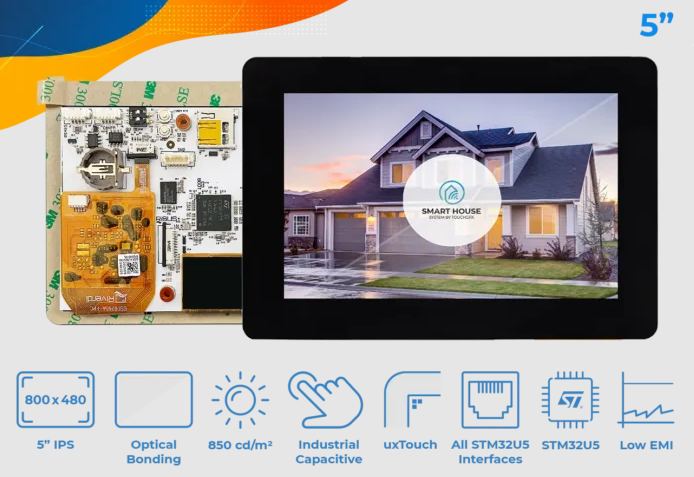 5”
SMART HOUSE
SYSTEM BY TOUCHGFX
Riverdi
800 x 480
5” IPS
Optical
Bonding
850 cd/m²
Industrial
Capacitive
uxTouch
All STM32U5
Interfaces
STM32U5
Low EMI